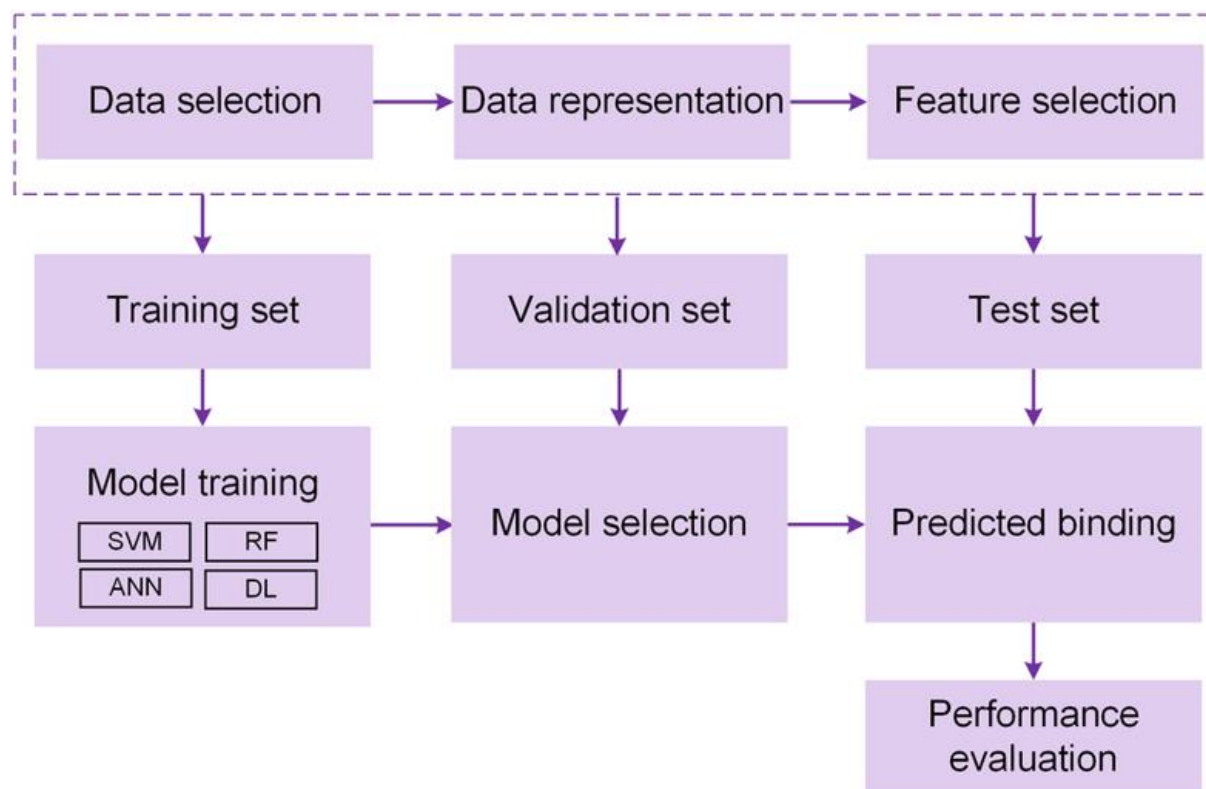 Data selection
Data representation
Feature selection
Training set
Validation set
Test set
Model training
SVM
RF
ANN
DL
Model selection
Predicted binding
Performance
evaluation